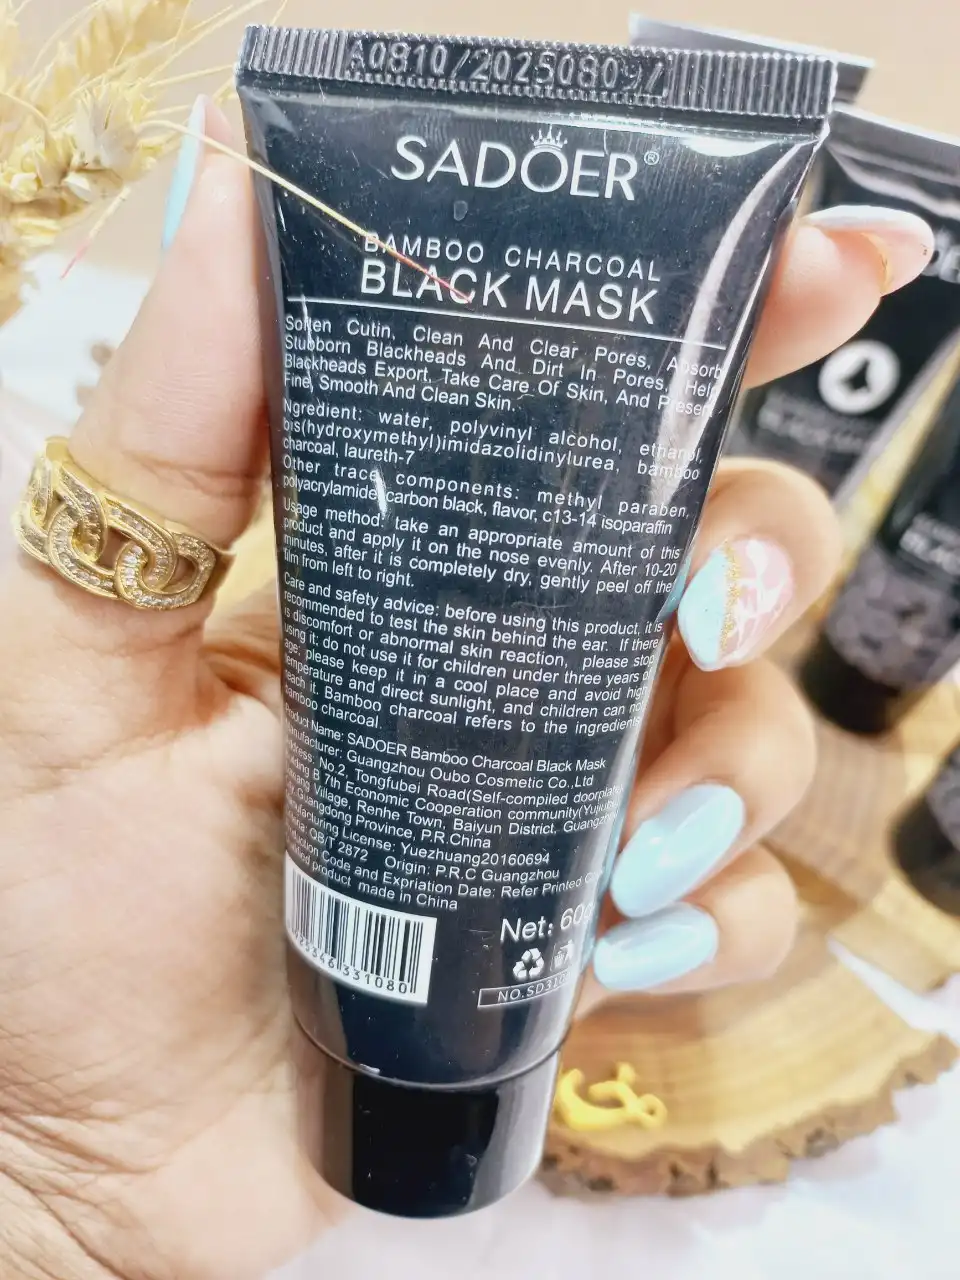 A0810/20250809Z
SADOER®
BAMBOO CHARCOAL
BLACK MASK
Soften Cutin, Clean And Clear Pores, Absorb
Stubborn Blackheads And Dirt In Pores, Help
Blackheads Export, Take Care Of Skin, And Present
Fine, Smooth And Clean Skin.
Ngredient: water, polyvinyl alcohol, ethanol,
bis(hydroxymethyl)imidazolidinylurea, bamboo
charcoal, laureth-7
Other trace components: methyl paraben,
polyacrylamide, carbon black, flavor, c13-14 isoparaffin
Usage method: take an appropriate amount of this
product and apply it on the nose evenly. After 10-20
minutes, after it is completely dry, gently peel off the
film from left to right.
Care and safety advice: before using this product, it is
recommended to test the skin behind the ear. If there
is discomfort or abnormal skin reaction, please stop
using it; do not use it for children under three years of
age; please keep it in a cool place and avoid high
temperature and direct sunlight, and children can not
reach it. Bamboo charcoal refers to the ingredients
bamboo charcoal.
Product Name: SADOER Bamboo Charcoal Black Mask
Manufacturer: Guangzhou Oubo Cosmetic Co.,Ltd
Address: No.2, Tongfubei Road(Self-compiled doorplate
Building B 7th Economic Cooperation community(Yujiubu
Village, Renhe Town, Baiyun District, Guangzhou
City,Guangdong Province, P.R.China
Manufacturing License: Yuezhuang20160694
QB/T 2872 Origin: P.R.C Guangzhou
Production Code and Expriation Date: Refer Printed
product made in China
Net: 60g
331080
NO.SD31